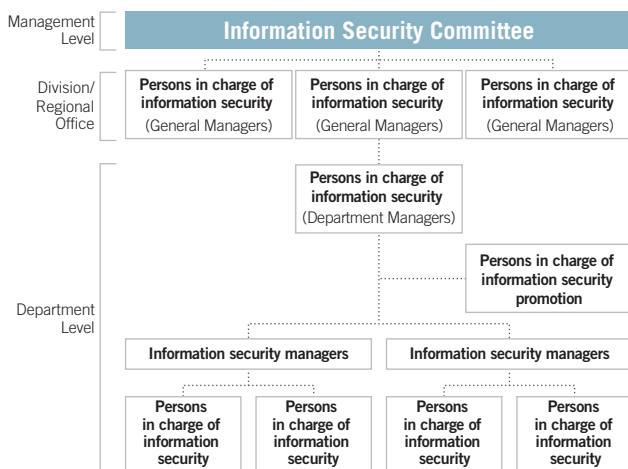 Management
Level
Information Security Committee
Division/
Regional
Office
Persons in charge of
information security
(General Managers)
Persons in charge of
information security
(General Managers)
Persons in charge of
information security
(General Managers)
Department
Level
Persons in charge of
information security
(Department Managers)
Persons in charge of
information security
promotion
Information security managers
Information security managers
Persons
in charge of
information
security
Persons
in charge of
information
security
Persons
in charge of
information
security
Persons
in charge of
information
security